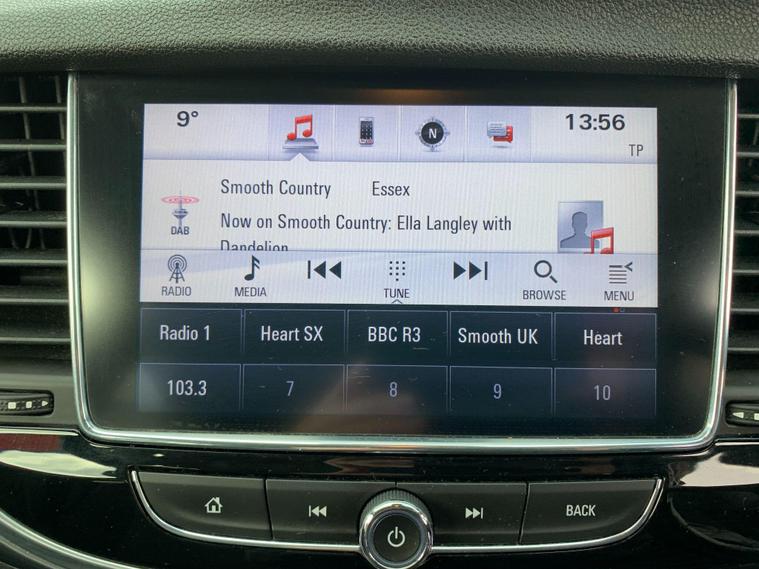 9° 13:56
N
TP
Smooth Country Essex
DAB
Now on Smooth Country: Ella Langley with
Dandelion
RADIO MEDIA TUNE BROWSE MENU
Radio 1 Heart SX BBC R3 Smooth UK Heart
103.3 7 8 9 10
BACK